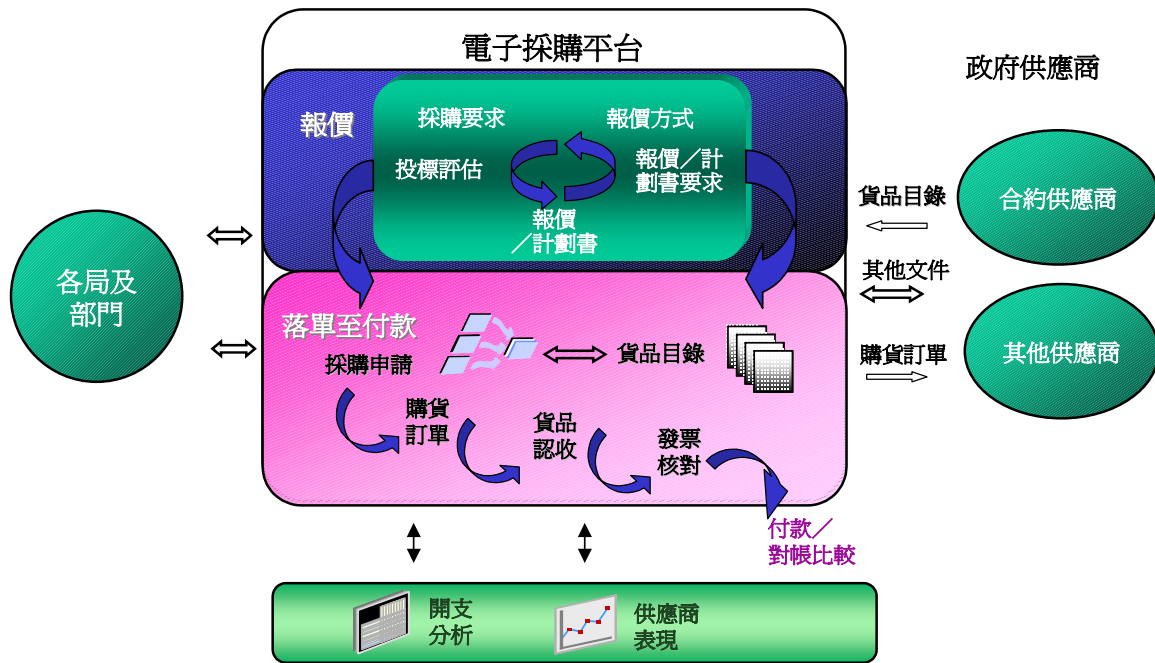 電子採購平台
政府供應商
報價
採購要求
報價方式
投標評估
報價／計
劃書要求
報價
／計劃書
各局及
部門
貨品目錄
合約供應商
其他文件
購貨訂單
其他供應商
落單至付款
採購申請
貨品目錄
購貨
訂單
貨品
認收
發票
核對
付款／
對帳比較
開支
分析
供應商
表現